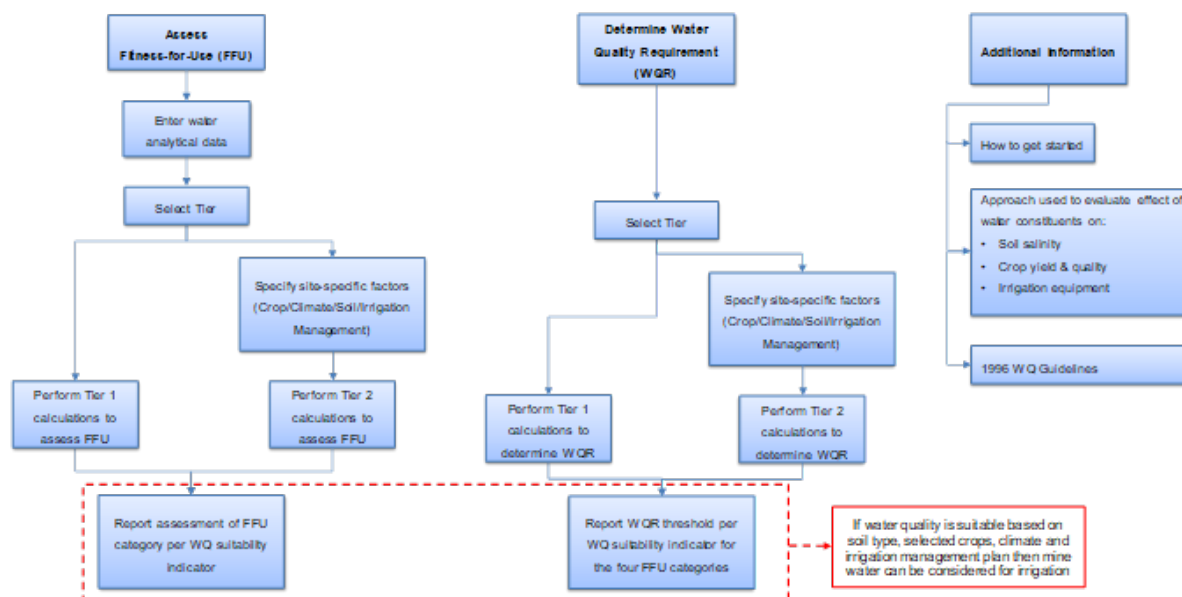 Assess
Fitness-for-Use (FFU)
Enter water
analytical data
Select Tier
Specify site-specific factors
(Crop/Climate/Soil/Irrigation
Management)
Perform Tier 1
calculations to
assess FFU
Perform Tier 2
calculations to
assess FFU
Report assessment of FFU
category per WQ suitability
indicator
Determine Water
Quality Requirement
(WQR)
Select Tier
Specify site-specific factors
(Crop/Climate/Soil/Irrigation
Management)
Perform Tier 1
calculations to
determine WQR
Perform Tier 2
calculations to
determine WQR
Report WQR threshold per
WQ suitability indicator for
the four FFU categories
Additional Information
How to get started
Approach used to evaluate effect of
water constituents on:
• Soil salinity
• Crop yield & quality
• Irrigation equipment
1996 WQ Guidelines
If water quality is suitable based on
soil type, selected crops, climate and
irrigation management plan then mine
water can be considered for irrigation